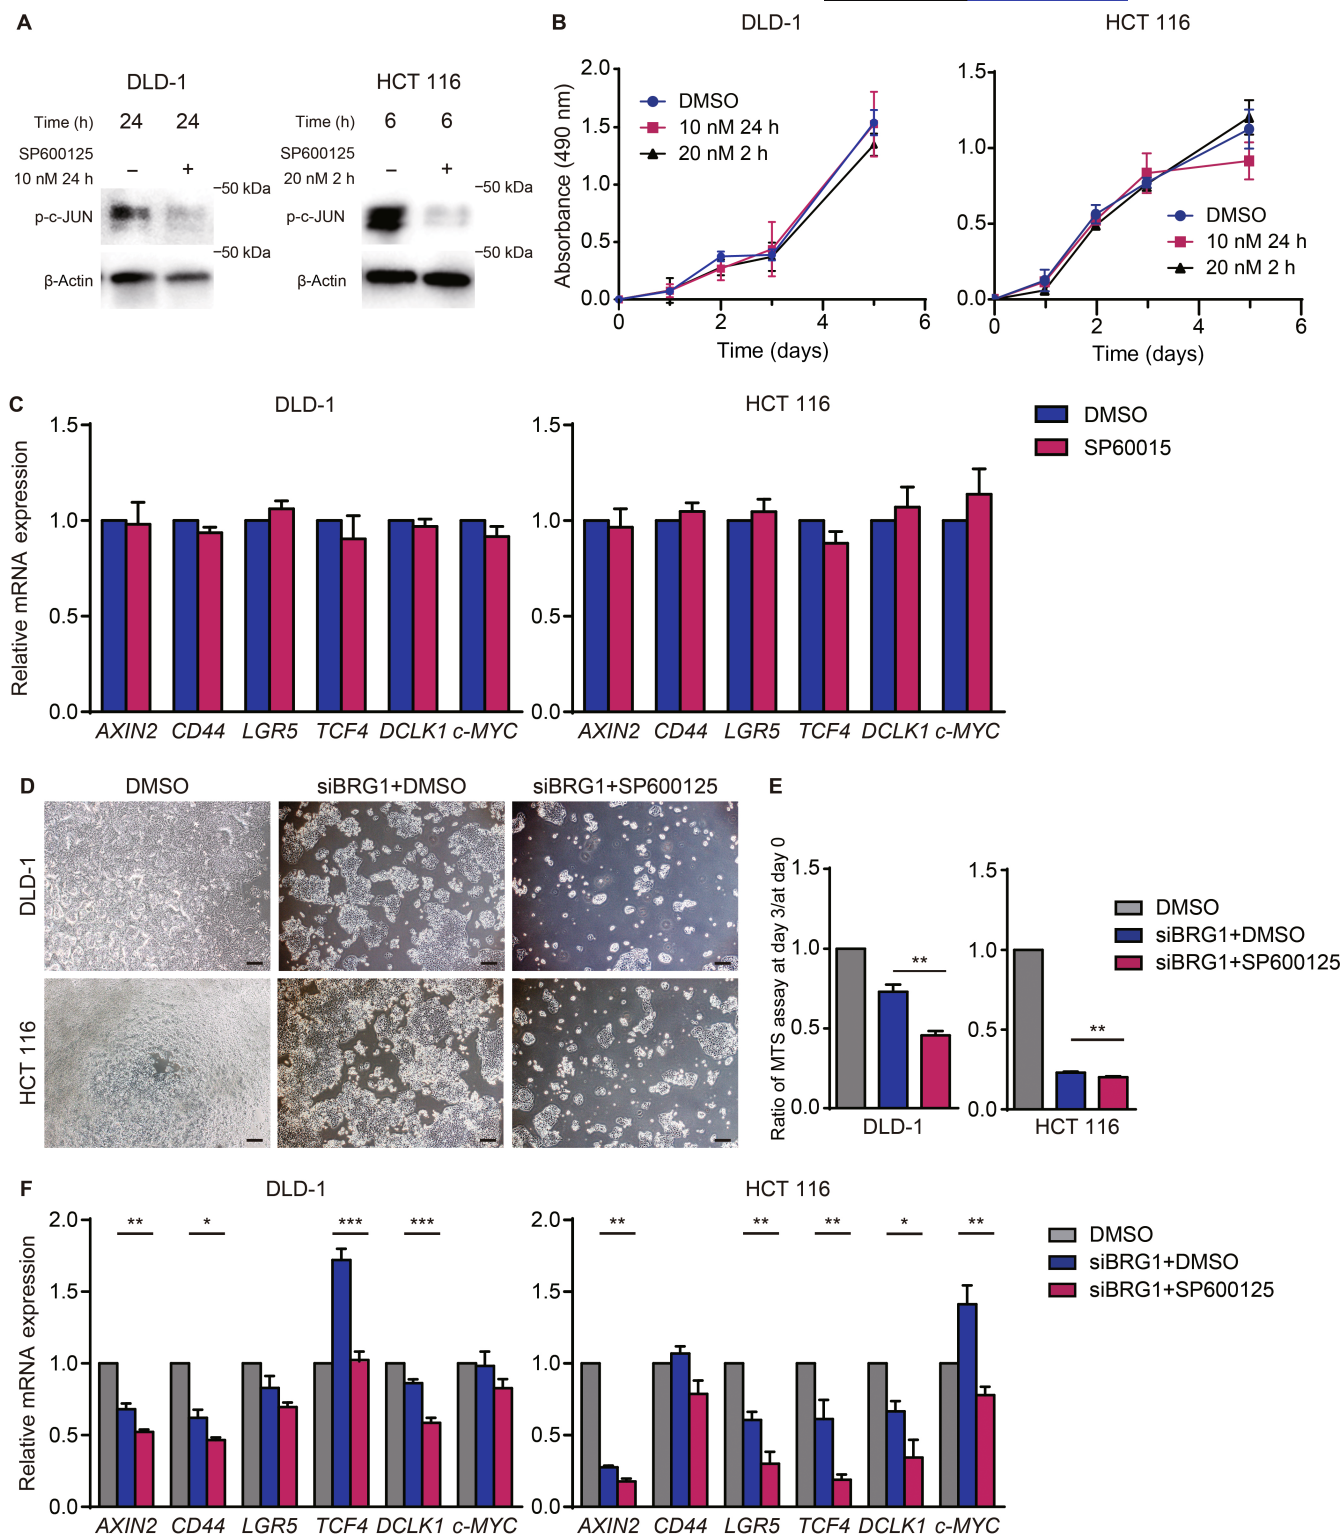 A
DLD-1
HCT 116
Time (h) 24 24
Time (h) 6 6
SP600125
10 nM 24 h − +
SP600125
20 nM 2 h − +
−50 kDa
−50 kDa
p-c-JUN
p-c-JUN
−50 kDa
−50 kDa
β-Actin
β-Actin
B
DLD-1
HCT 116
Absorbance (490 nm)
2.0
1.5
1.0
0.5
0.0
DMSO
10 nM 24 h
20 nM 2 h
0 2 4 6
Time (days)
1.5
1.0
0.5
0.0
DMSO
10 nM 24 h
20 nM 2 h
0 2 4 6
Time (days)
C
DLD-1
HCT 116
DMSO
SP60015
Relative mRNA expression
1.5
1.0
0.5
0.0
AXIN2 CD44 LGR5 TCF4 DCLK1 c-MYC
1.5
1.0
0.5
0.0
AXIN2 CD44 LGR5 TCF4 DCLK1 c-MYC
D
DMSO siBRG1+DMSO siBRG1+SP600125
DLD-1
HCT 116
E
Ratio of MTS assay at day 3/at day 0
1.5
1.0
0.5
0.0
**
DLD-1
1.5
1.0
0.5
0.0
**
HCT 116
DMSO
siBRG1+DMSO
siBRG1+SP600125
F
DLD-1
HCT 116
Relative mRNA expression
2.0
1.5
1.0
0.5
0.0
** * *** ***
AXIN2 CD44 LGR5 TCF4 DCLK1 c-MYC
2.0
1.5
1.0
0.5
0.0
** ** ** * **
AXIN2 CD44 LGR5 TCF4 DCLK1 c-MYC
DMSO
siBRG1+DMSO
siBRG1+SP600125